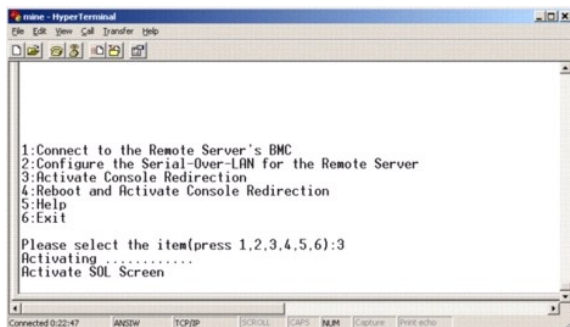 mine - HyperTerminal
File Edit View Call Transfer Help
1:Connect to the Remote Server's BMC
2:Configure the Serial-Over-LAN for the Remote Server
3:Activate Console Redirection
4:Reboot and Activate Console Redirection
5:Help
6:Exit
Please select the item(press 1,2,3,4,5,6):3
Activating ............
Activate SOL Screen
Connected 0:22:47 ANSIW TCP/IP SCROLL CAPS NUM Capture Print echo